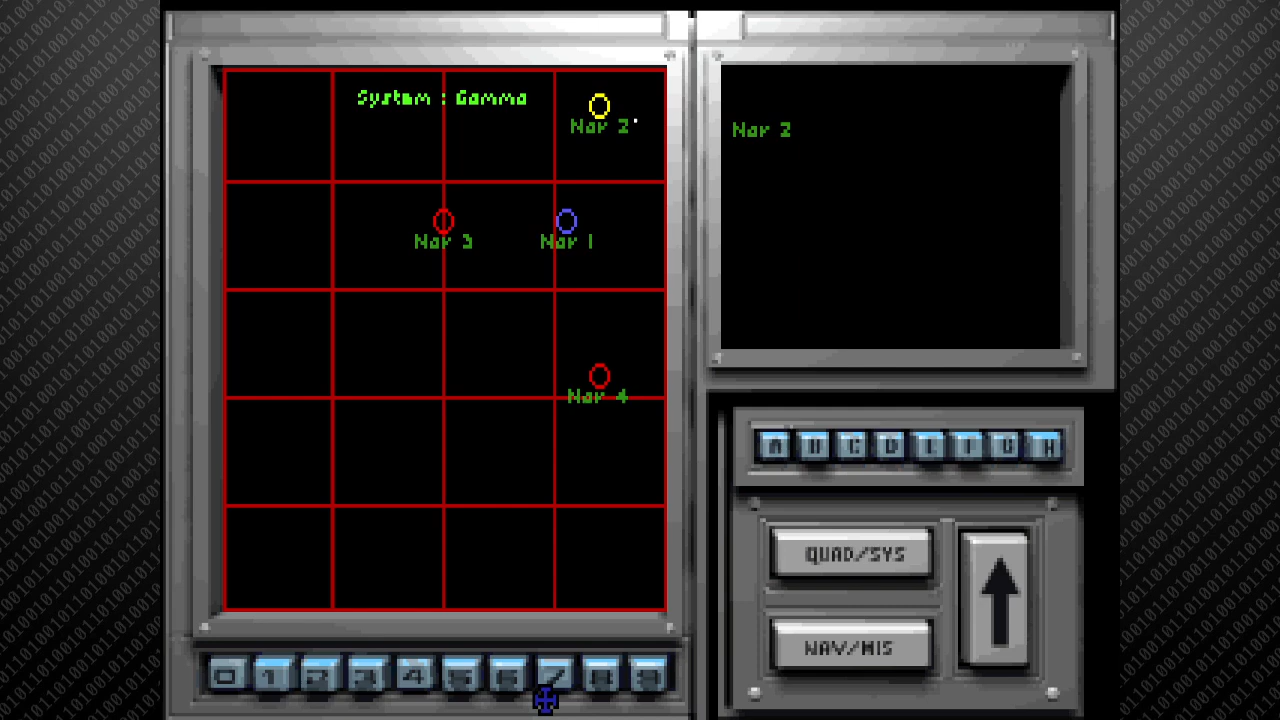 System : Gamma
Nav 2
Nav 3
Nav 1
Nav 4
Nav 2
A B C D E F G H
QUAD/SYS
NAV/MIS
0 1 2 3 4 5 6 7 8 9